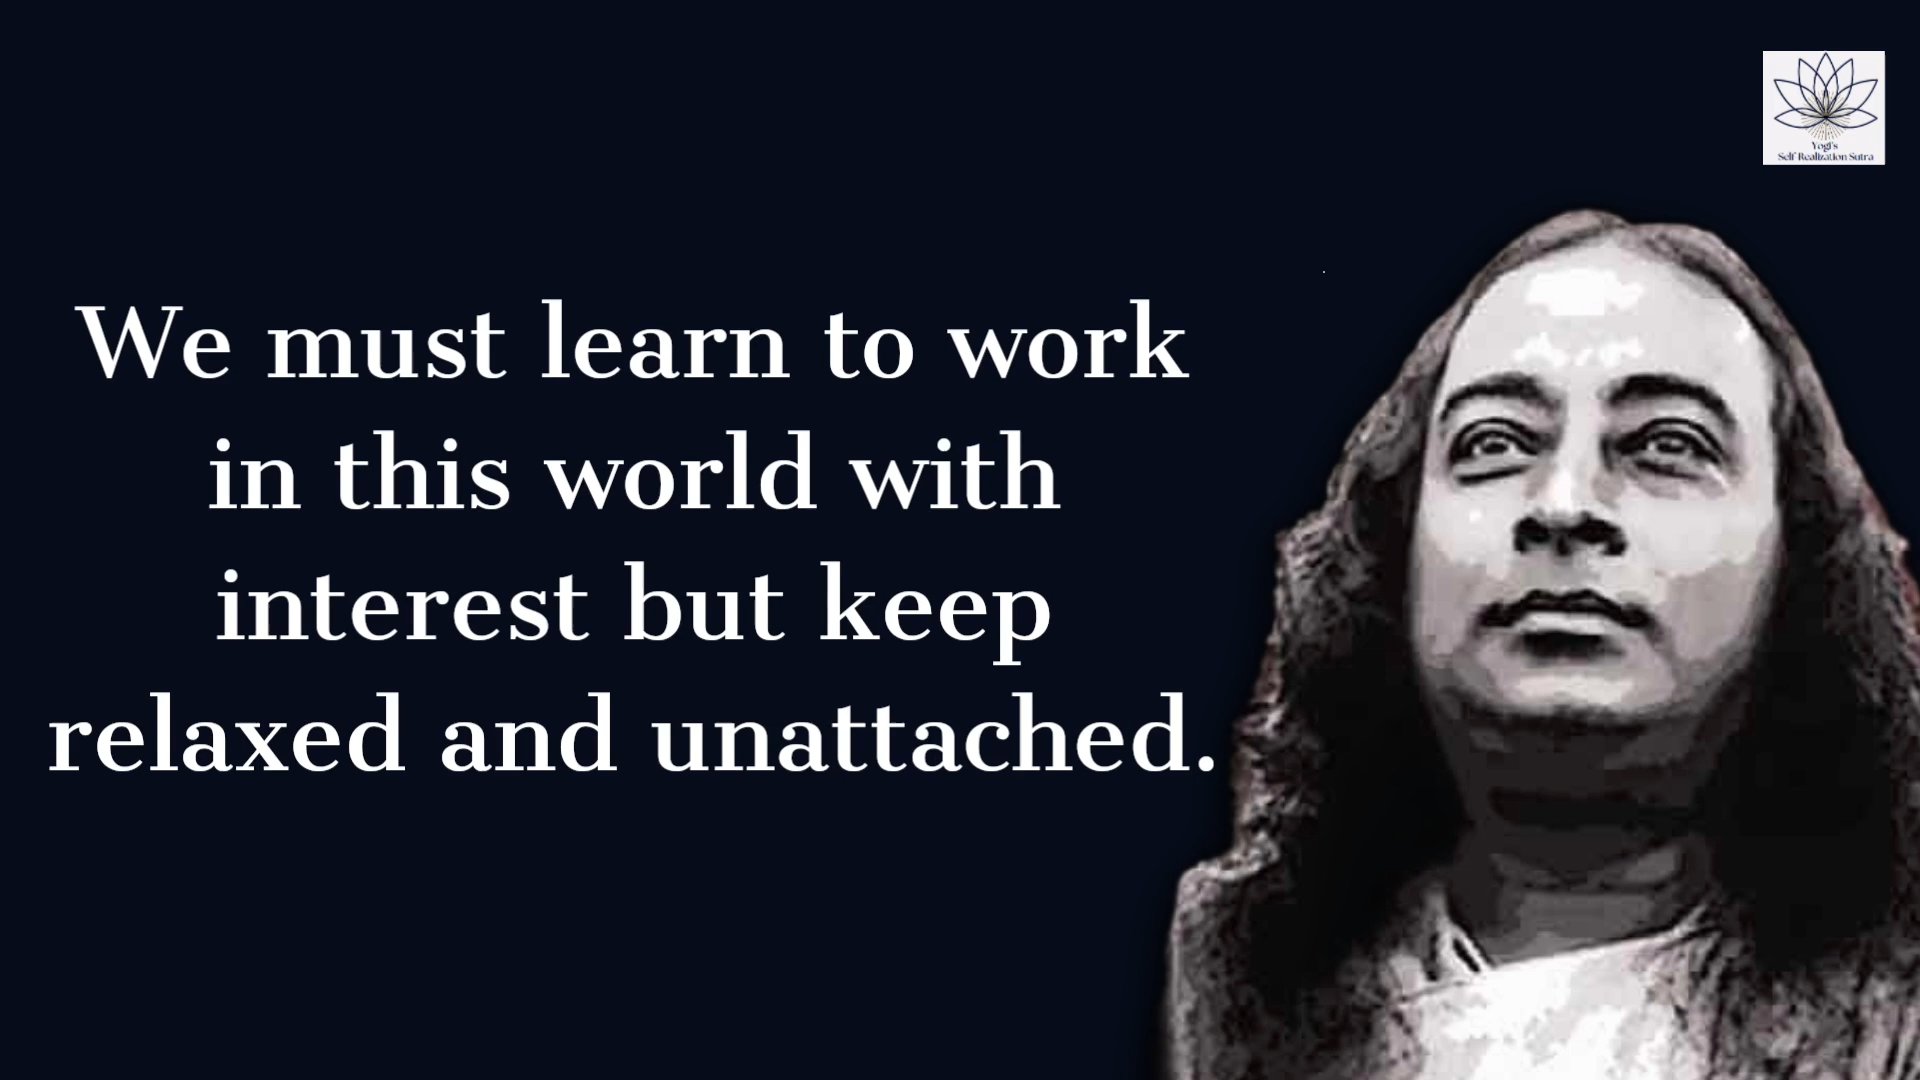 Yogi's
Self Realization Sutra
We must learn to work
in this world with
interest but keep
relaxed and unattached.